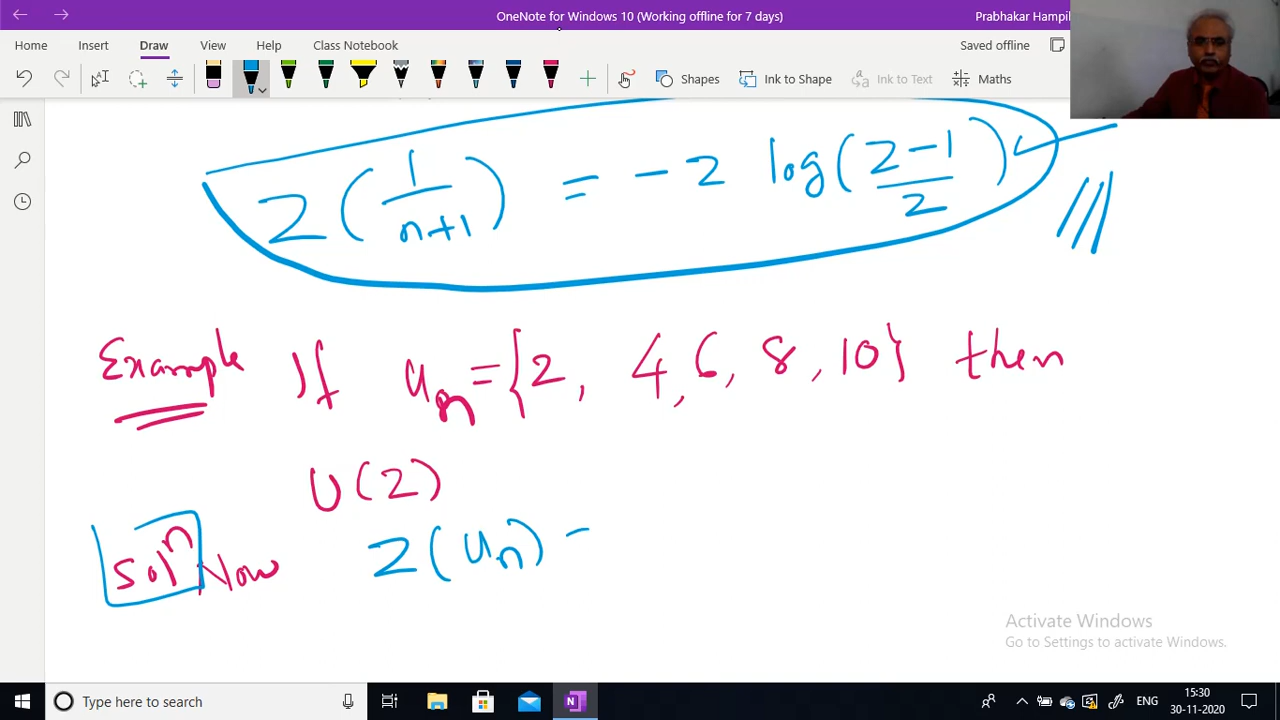 OneNote for Windows 10 (Working offline for 7 days)
Prabhakar Hampil
Home Insert Draw View Help Class Notebook
Saved offline
Shapes Ink to Shape Ink to Text Maths
Z(1/(n+1)) = -z log((z-1)/z)
Example If un = {2, 4, 6, 8, 10} then
U(z)
Soln Now Z(un) -
Activate Windows
Go to Settings to activate Windows.
Type here to search
N
ENG
15:30
30-11-2020